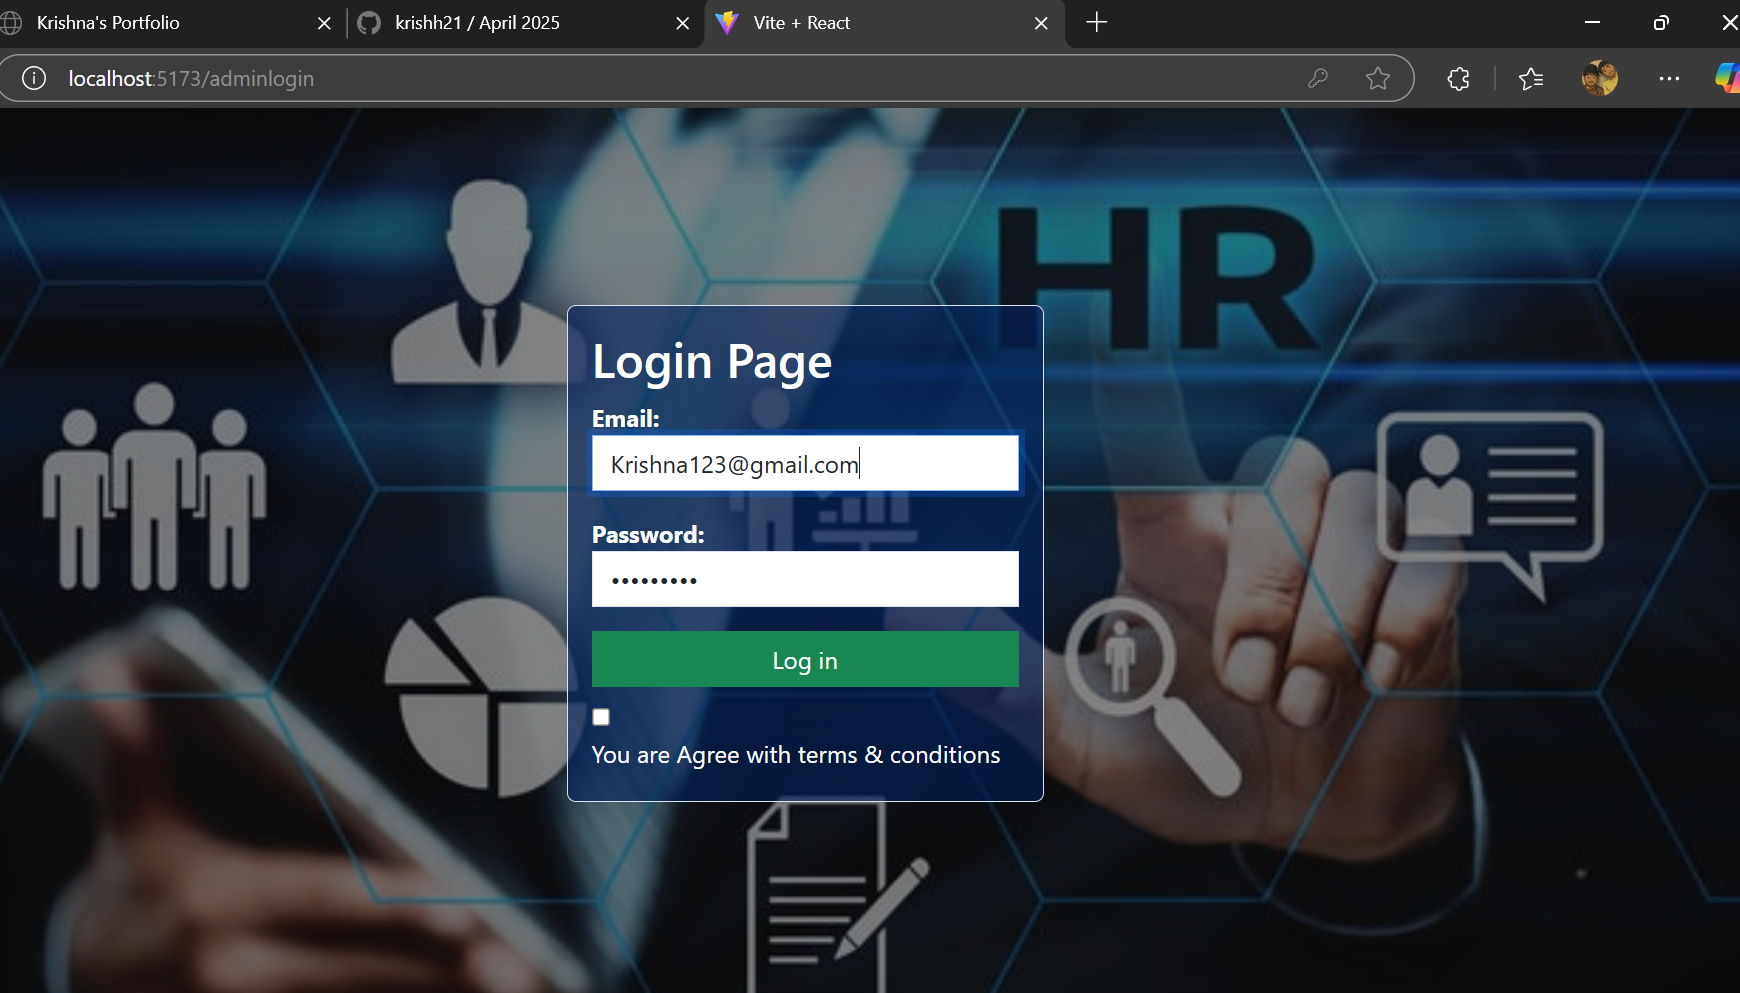 Krishna's Portfolio
krishh21 / April 2025
Vite + React
localhost:5173/adminlogin
HR
Login Page
Email:
Krishna123@gmail.com
Password:
•••••••••
Log in
You are Agree with terms & conditions